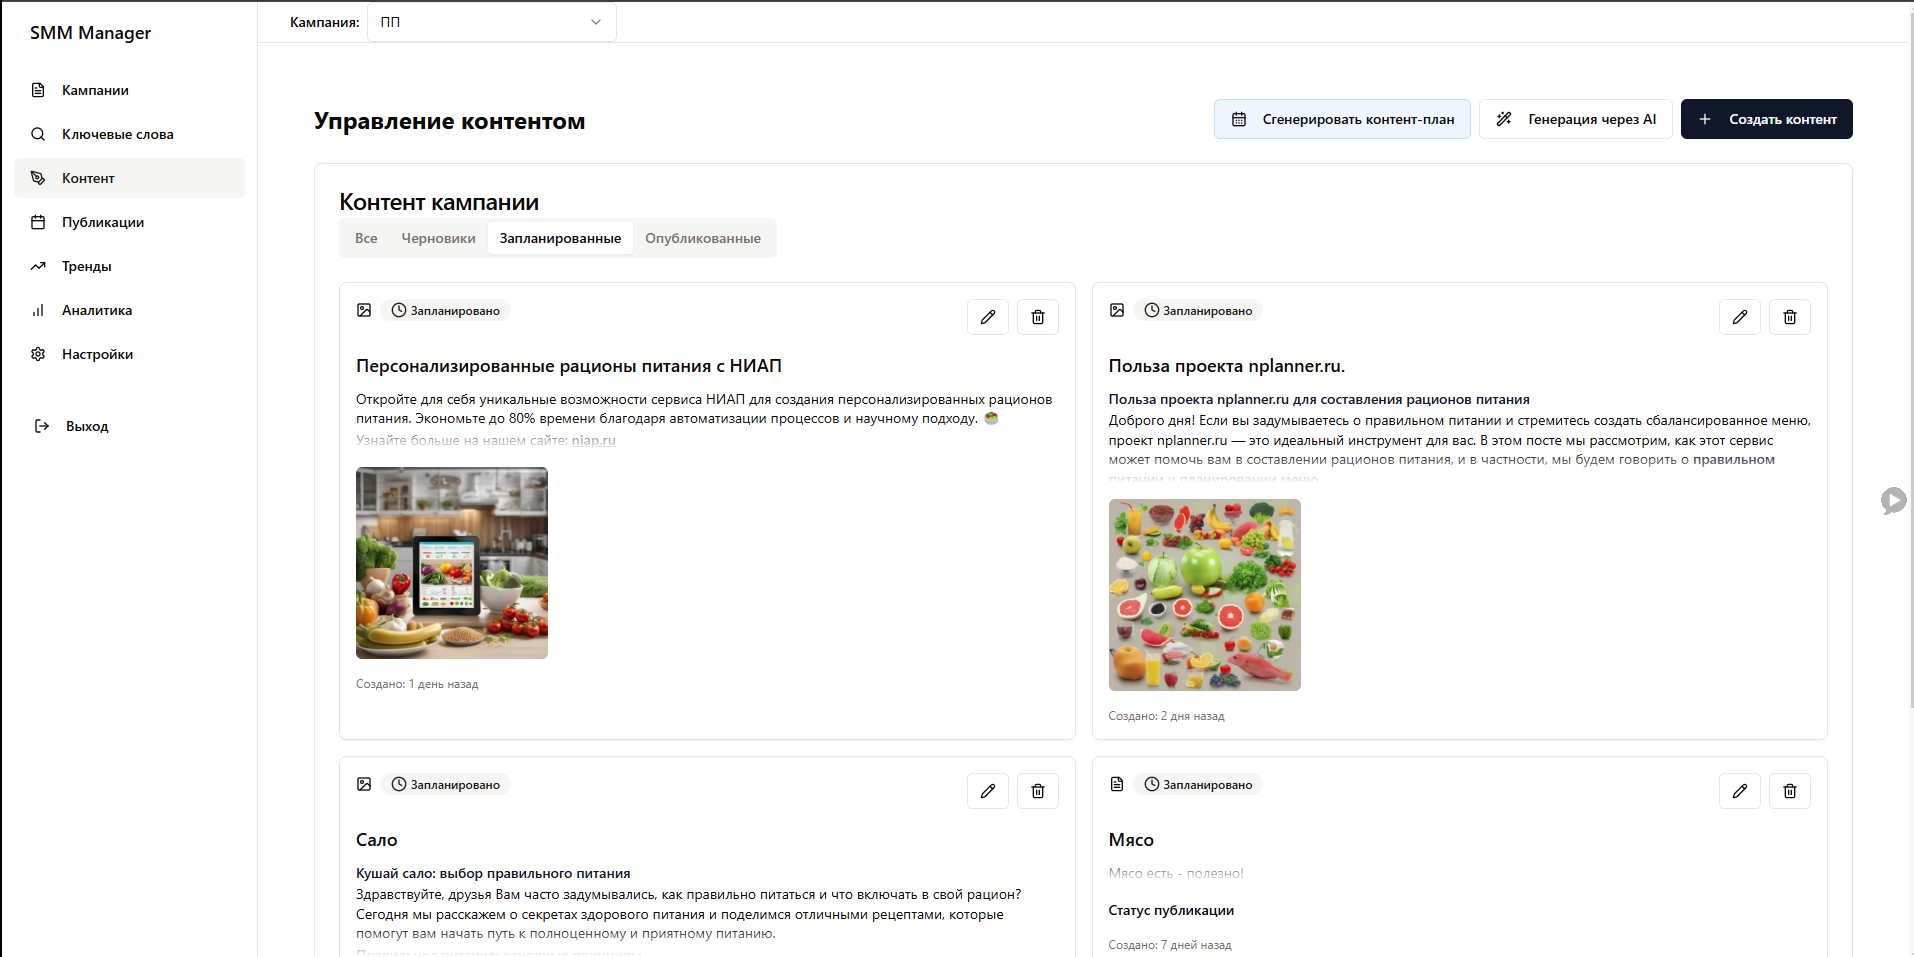 SMM Manager
Кампании
Ключевые слова
Контент
Публикации
Тренды
Аналитика
Настройки
Выход
Кампания:
ПП
Управление контентом
Сгенерировать контент-план
Генерация через AI
Создать контент
Контент кампании
Все
Черновики
Запланированные
Опубликованные
Запланировано
Персонализированные рационы питания с НИАП
Откройте для себя уникальные возможности сервиса НИАП для создания персонализированных рационов
питания. Экономьте до 80% времени благодаря автоматизации процессов и научному подходу. 🥗
Узнайте больше на нашем сайте: niap.ru
Создано: 1 день назад
Запланировано
Польза проекта nplanner.ru.
Польза проекта nplanner.ru для составления рационов питания
Доброго дня! Если вы задумываетесь о правильном питании и стремитесь создать сбалансированное меню,
проект nplanner.ru — это идеальный инструмент для вас. В этом посте мы рассмотрим, как этот сервис
может помочь вам в составлении рационов питания, и в частности, мы будем говорить о правильном
питании и планировании меню
Создано: 2 дня назад
Запланировано
Сало
Кушай сало: выбор правильного питания
Здравствуйте, друзья Вам часто задумывались, как правильно питаться и что включать в свой рацион?
Сегодня мы расскажем о секретах здорового питания и поделимся отличными рецептами, которые
помогут вам начать путь к полноценному и приятному питанию.
Правильное питание: основные принципы
Запланировано
Мясо
Мясо есть - полезно!
Статус публикации
Создано: 7 дней назад